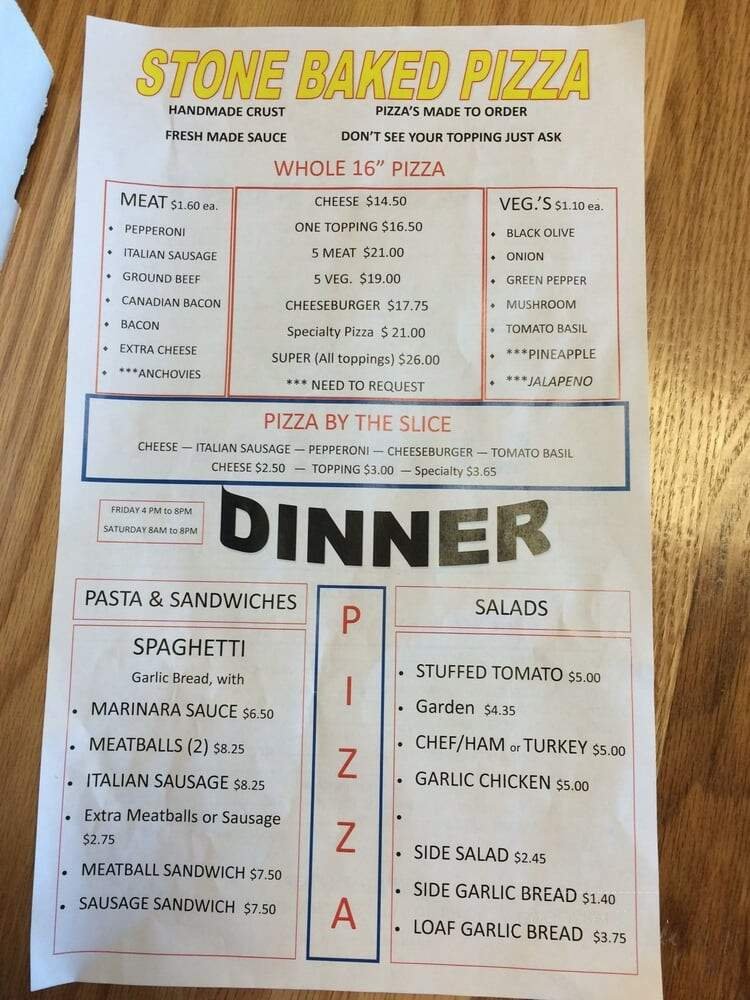 STONE BAKED PIZZA
HANDMADE CRUST PIZZA'S MADE TO ORDER
FRESH MADE SAUCE DON'T SEE YOUR TOPPING JUST ASK
WHOLE 16” PIZZA
MEAT $1.60 ea.
PEPPERONI
ITALIAN SAUSAGE
GROUND BEEF
CANADIAN BACON
BACON
EXTRA CHEESE
***ANCHOVIES
CHEESE $14.50
ONE TOPPING $16.50
5 MEAT $21.00
5 VEG. $19.00
CHEESEBURGER $17.75
Specialty Pizza $ 21.00
SUPER (All toppings) $26.00
*** NEED TO REQUEST
VEG.'S $1.10 ea.
BLACK OLIVE
ONION
GREEN PEPPER
MUSHROOM
TOMATO BASIL
***PINEAPPLE
***JALAPENO
PIZZA BY THE SLICE
CHEESE — ITALIAN SAUSAGE — PEPPERONI — CHEESEBURGER — TOMATO BASIL
CHEESE $2.50 — TOPPING $3.00 — Specialty $3.65
FRIDAY 4 PM to 8PM
SATURDAY 8AM to 8PM
DINNER
PASTA & SANDWICHES
SPAGHETTI
Garlic Bread, with
MARINARA SAUCE $6.50
MEATBALLS (2) $8.25
ITALIAN SAUSAGE $8.25
Extra Meatballs or Sausage
$2.75
MEATBALL SANDWICH $7.50
SAUSAGE SANDWICH $7.50
P
I
Z
Z
A
SALADS
STUFFED TOMATO $5.00
Garden $4.35
CHEF/HAM or TURKEY $5.00
GARLIC CHICKEN $5.00
SIDE SALAD $2.45
SIDE GARLIC BREAD $1.40
LOAF GARLIC BREAD $3.75